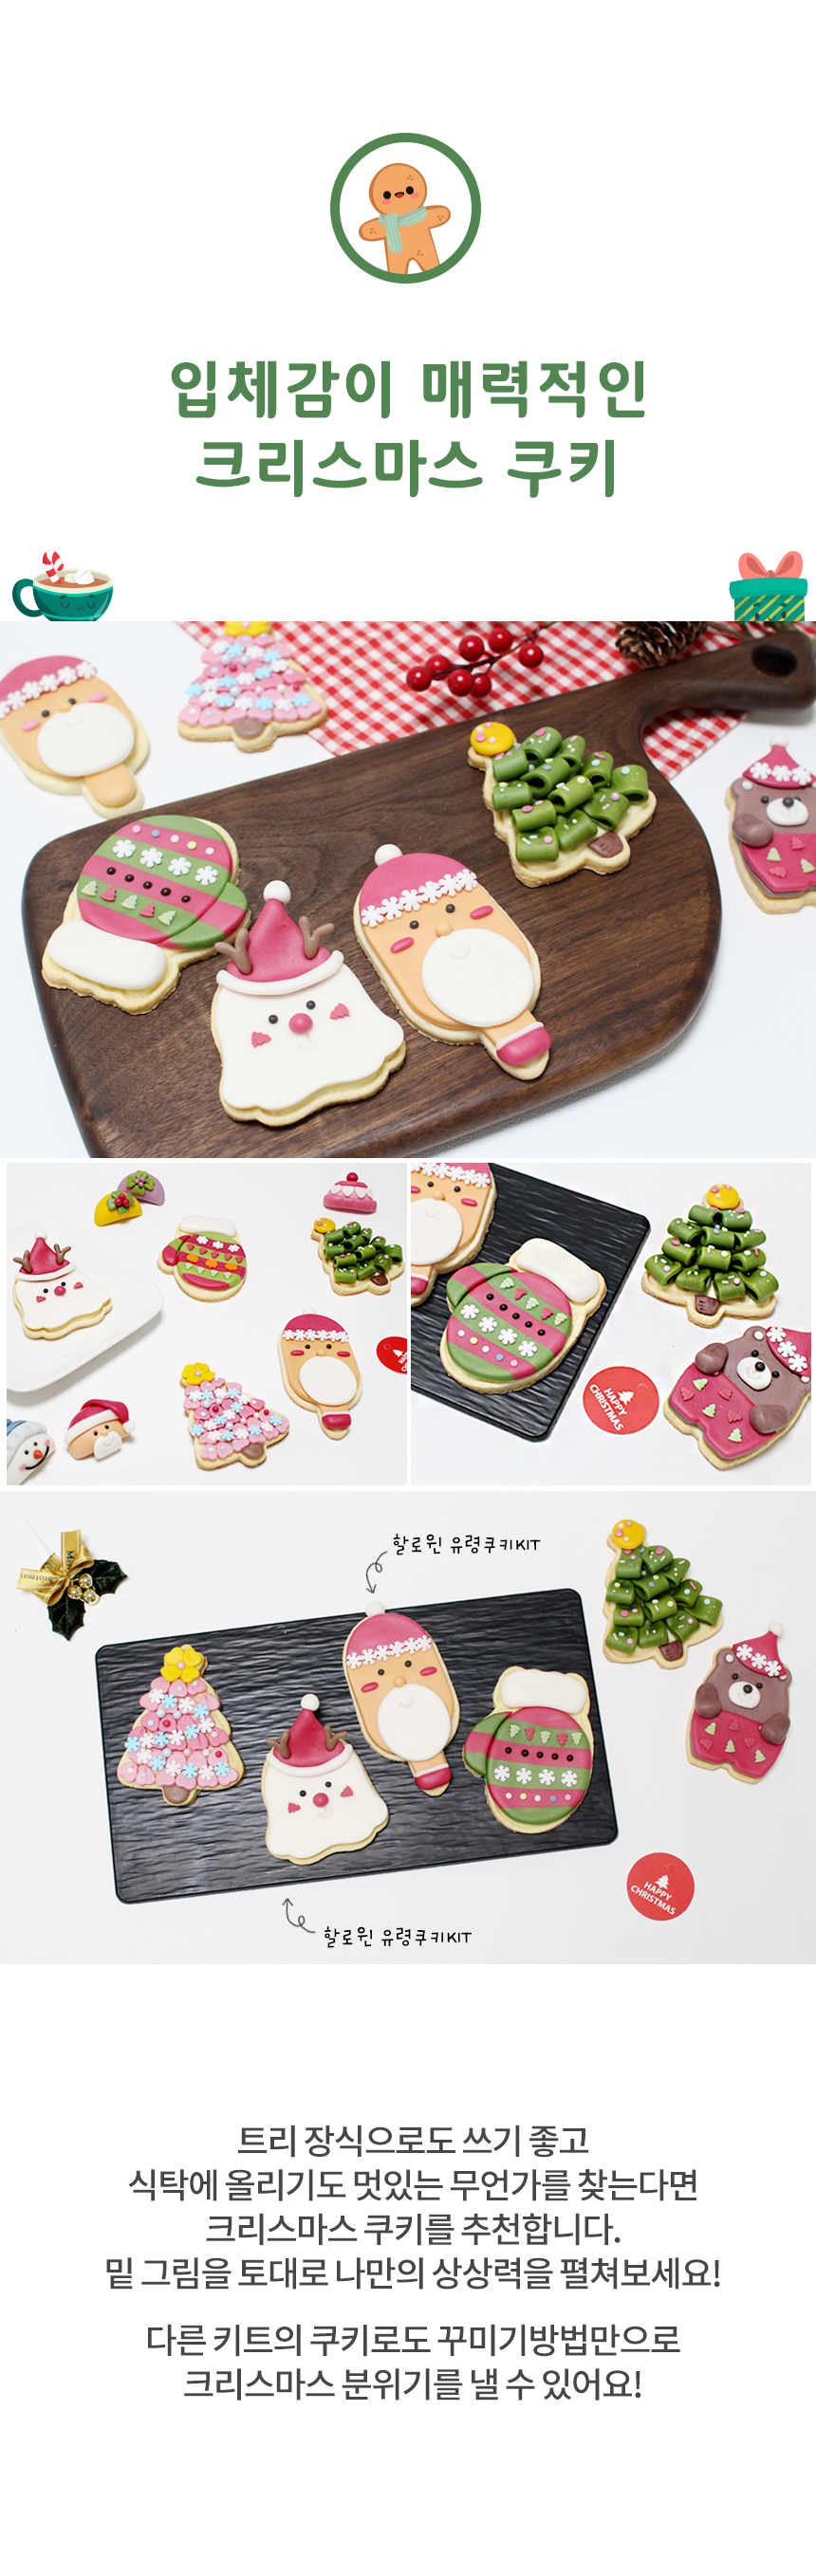 입체감이 매력적인
크리스마스 쿠키
HAPPY
CHRISTMAS
할로윈 유령쿠키KIT
HAPPY
CHRISTMAS
할로윈 유령쿠키KIT
트리 장식으로도 쓰기 좋고
식탁에 올리기도 멋있는 무언가를 찾는다면
크리스마스 쿠키를 추천합니다.
밑 그림을 토대로 나만의 상상력을 펼쳐보세요!
다른 키트의 쿠키로도 꾸미기방법만으로
크리스마스 분위기를 낼 수 있어요!